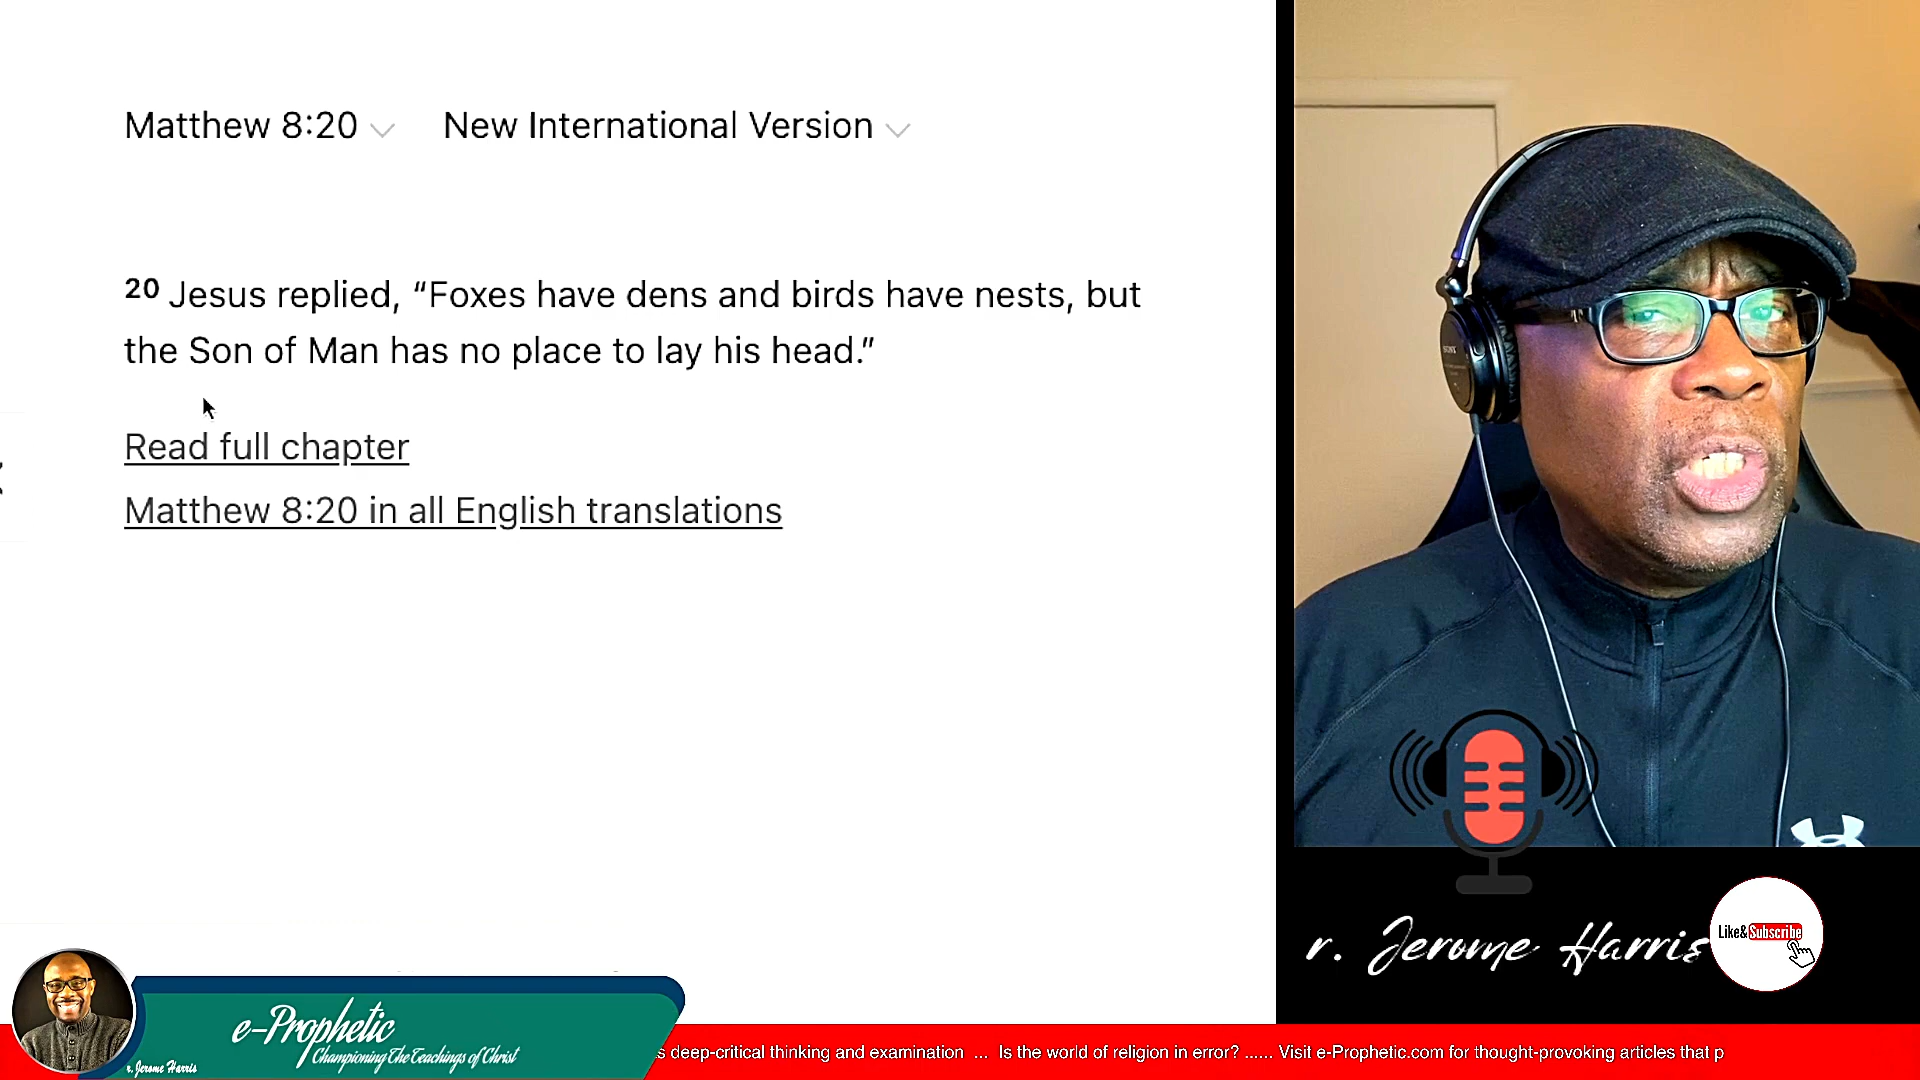 Matthew 8:20 New International Version
20 Jesus replied, “Foxes have dens and birds have nests, but
the Son of Man has no place to lay his head.”
Read full chapter
Matthew 8:20 in all English translations
SONY
r. Jerome Harris
Like& Subscribe
e-Prophetic
Championing The Teachings of Christ
r. Jerome Harris
s deep-critical thinking and examination ... Is the world of religion in error? ...... Visit e-Prophetic.com for thought-provoking articles that p